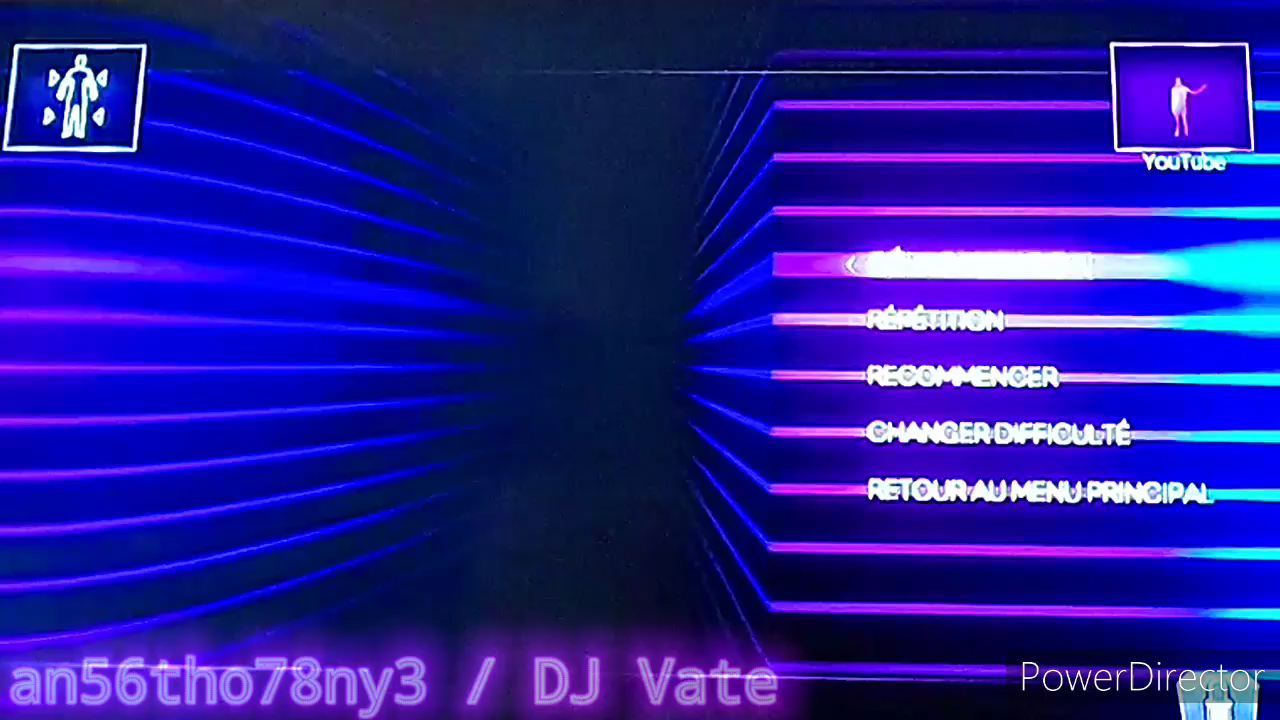 YouTube
RÉPÉTITION
RECOMMENCER
CHANGER DIFFICULTÉ
RETOUR AU MENU PRINCIPAL
an56tho78ny3 / DJ Vate
PowerDirector